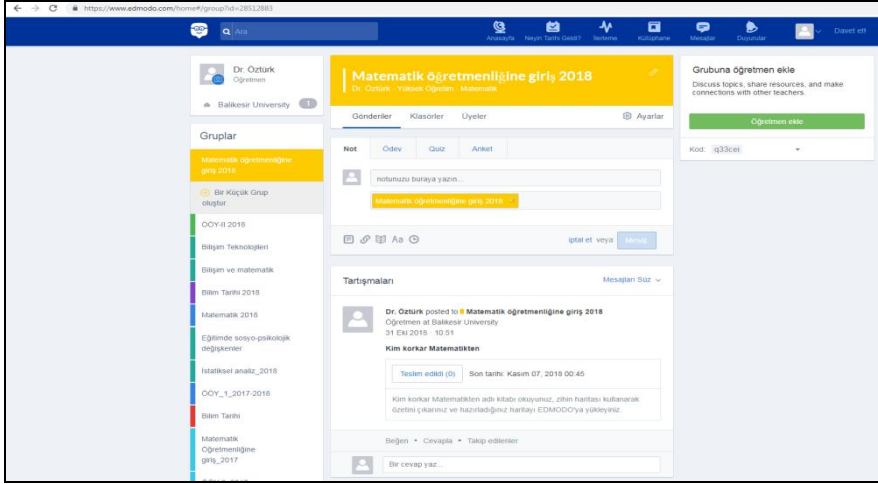 https://www.edmodo.com/home#/group?id=28512883
Ara
Anasayfa
Neyin Tarihi Geldi?
İlerleme
Kütüphane
Mesajlar
Duyurular
Davet et!
Dr. Öztürk
Öğretmen
Balikesir University
1
Gruplar
Matematik öğretmenliğine
giriş 2018
Bir Küçük Grup
oluştur
OÖY-II 2018
Bilişim Teknolojileri
Bilişim ve matematik
Bilim Tarihi 2018
Matematik 2018
Eğitimde sosyo-psikolojik
değişkenler
İstatiksel analiz_2018
OÖY_1_2017-2018
Bilim Tarihi
Matematik
Öğretmenliğine
giriş_2017
Matematik öğretmenliğine giriş 2018
Dr. Öztürk · Yüksek Öğretim · Matematik
Gönderiler
Klasörler
Üyeler
Ayarlar
Not
Ödev
Quiz
Anket
notunuzu buraya yazın...
Matematik öğretmenliğine giriş 2018
Aa
iptal et veya
Mesaj
Tartışmaları
Mesajları Süz
Dr. Öztürk posted to Matematik öğretmenliğine giriş 2018
Öğretmen at Balıkesir University
31 Eki 2018 · 10:51
Kim korkar Matematikten
Teslim edildi (0)
Son tarihi: Kasım 07, 2018 00:45
Kim korkar Matematikten adlı kitabı okuyunuz, zihin haritası kullanarak
özetini çıkarınız ve hazırladığınız haritayı EDMODO'ya yükleyiniz
Beğen • Cevapla • Takip edilenler
Bir cevap yaz...
Grubuna öğretmen ekle
Discuss topics, share resources, and make
connections with other teachers.
Öğretmen ekle
Kod: q33cei